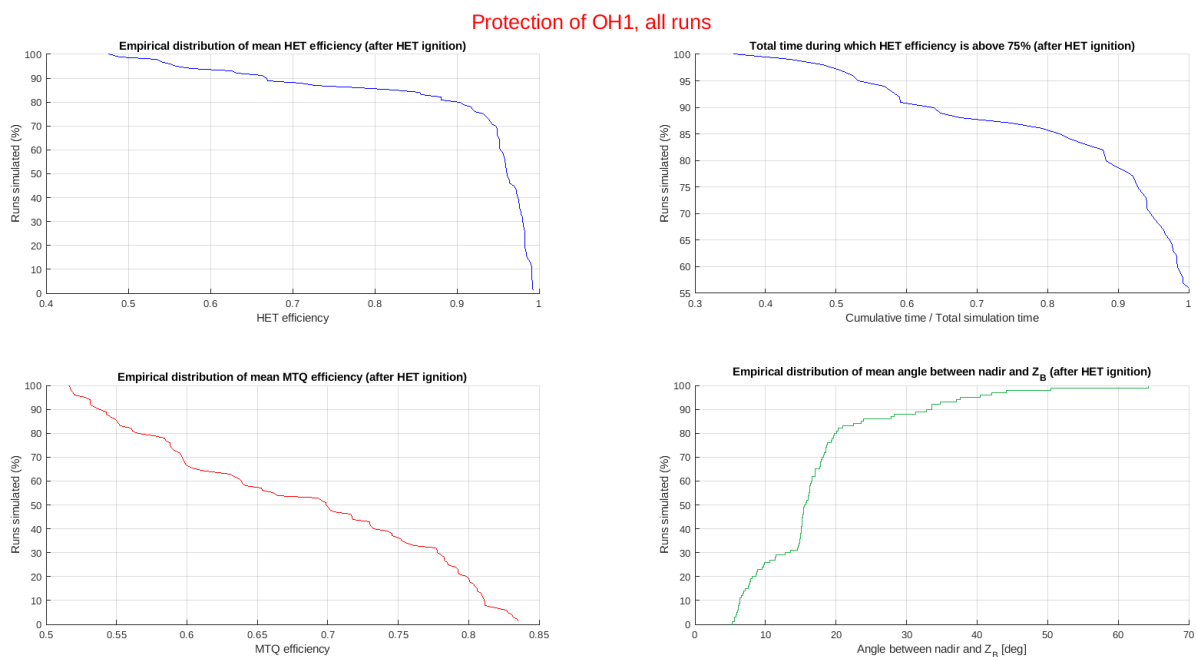 Protection of OH1, all runs
Empirical distribution of mean HET efficiency (after HET ignition)
Runs simulated (%)
100
90
80
70
60
50
40
30
20
10
0
0.4 0.5 0.6 0.7 0.8 0.9 1
HET efficiency
Total time during which HET efficiency is above 75% (after HET ignition)
Runs simulated (%)
100
95
90
85
80
75
70
65
60
55
0.3 0.4 0.5 0.6 0.7 0.8 0.9 1
Cumulative time / Total simulation time
Empirical distribution of mean MTQ efficiency (after HET ignition)
Runs simulated (%)
100
90
80
70
60
50
40
30
20
10
0
0.5 0.55 0.6 0.65 0.7 0.75 0.8 0.85
MTQ efficiency
Empirical distribution of mean angle between nadir and Z_B (after HET ignition)
Runs simulated (%)
100
90
80
70
60
50
40
30
20
10
0
0 10 20 30 40 50 60 70
Angle between nadir and Z_B [deg]